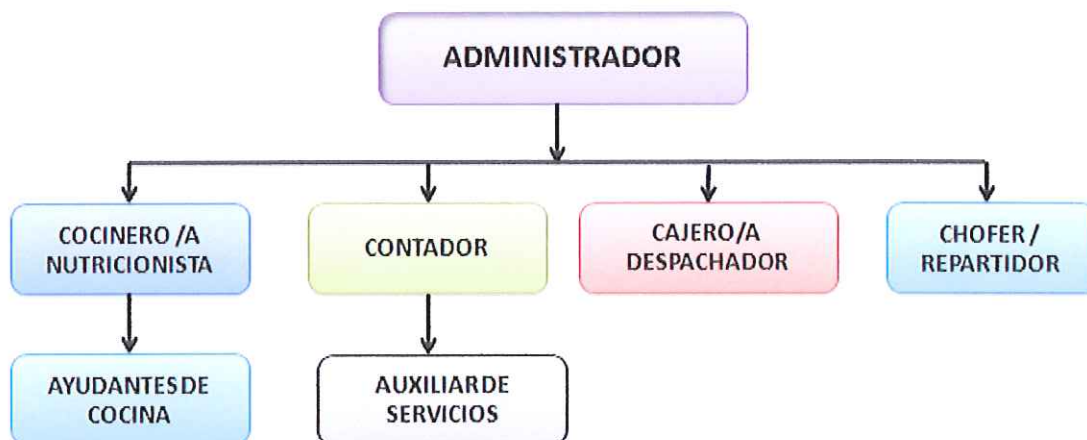 ADMINISTRADOR
COCINERO /A
NUTRICIONISTA
CONTADOR
CAJERO/A
DESPACHADOR
CHOFER /
REPARTIDOR
AYUDANTES DE
COCINA
AUXILIAR DE
SERVICIOS